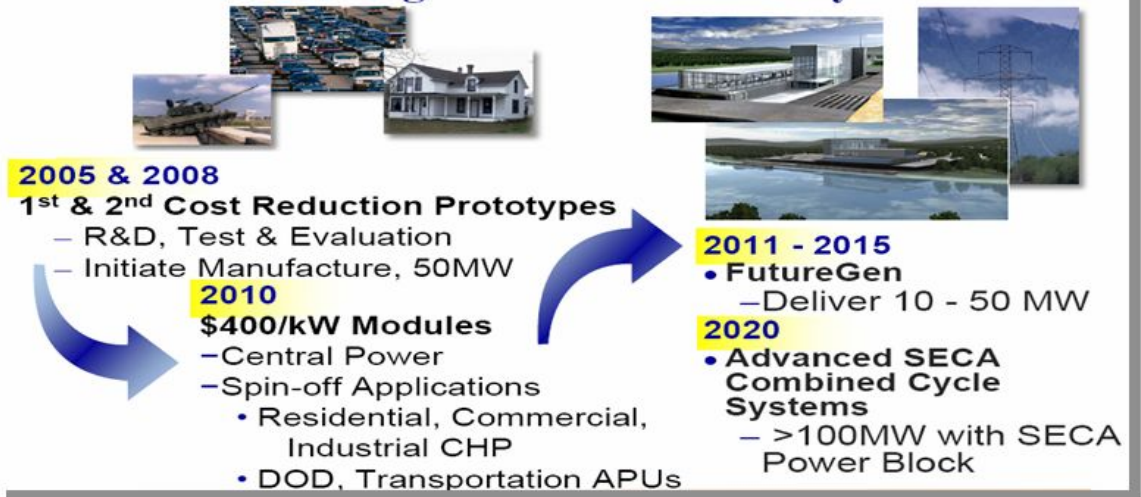 2005 & 2008
1st & 2nd Cost Reduction Prototypes
– R&D, Test & Evaluation
– Initiate Manufacture, 50MW
2010
$400/kW Modules
–Central Power
–Spin-off Applications
• Residential, Commercial,
Industrial CHP
• DOD, Transportation APUs
2011 - 2015
• FutureGen
–Deliver 10 - 50 MW
2020
• Advanced SECA
Combined Cycle
Systems
– >100MW with SECA
Power Block